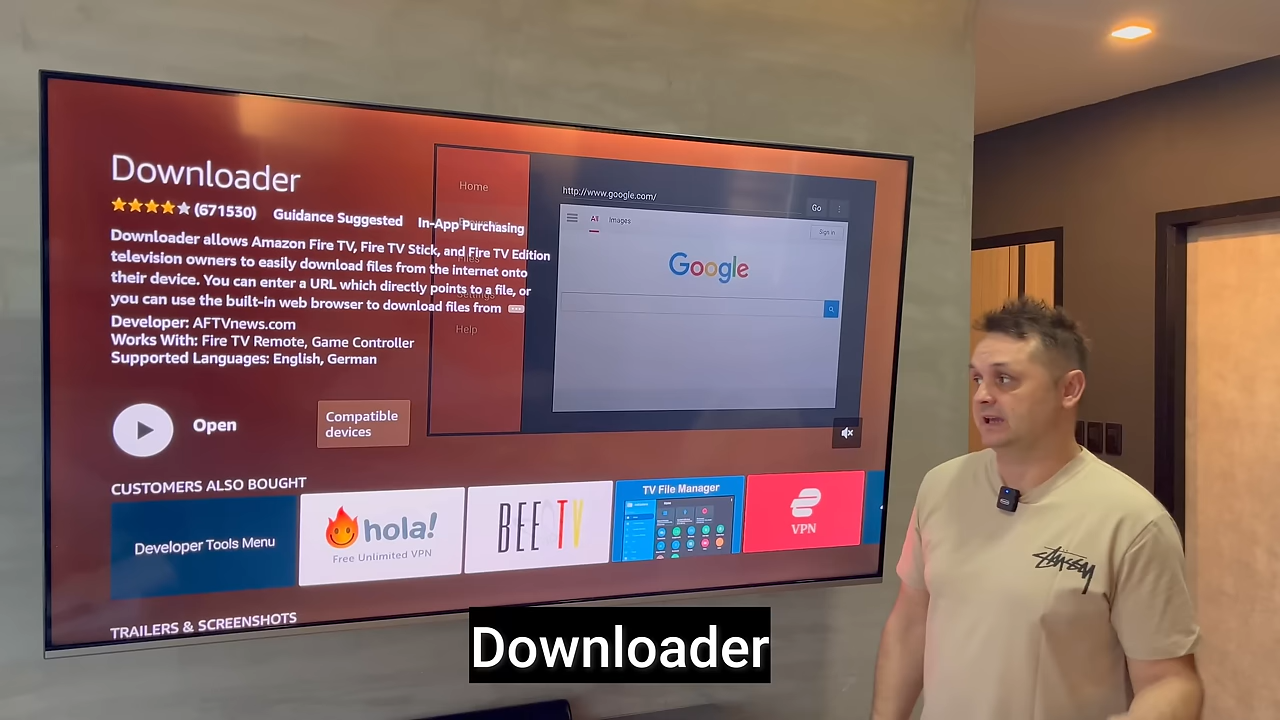 Downloader
(671530) Guidance Suggested In-App Purchasing
Downloader allows Amazon Fire TV, Fire TV Stick, and Fire TV Edition
television owners to easily download files from the internet onto
their device. You can enter a URL which directly points to a file, or
you can use the built-in web browser to download files from
Developer: AFTVnews.com
Works With: Fire TV Remote, Game Controller
Supported Languages: English, German
Open
Compatible
devices
Home
Settings
Help
http://www.google.com/
Go
All Images
Sign in
Google
CUSTOMERS ALSO BOUGHT
Developer Tools Menu
hola!
Free Unlimited VPN
BEE TV
TV File Manager
VPN
TRAILERS & SCREENSHOTS
Stüssy
Downloader